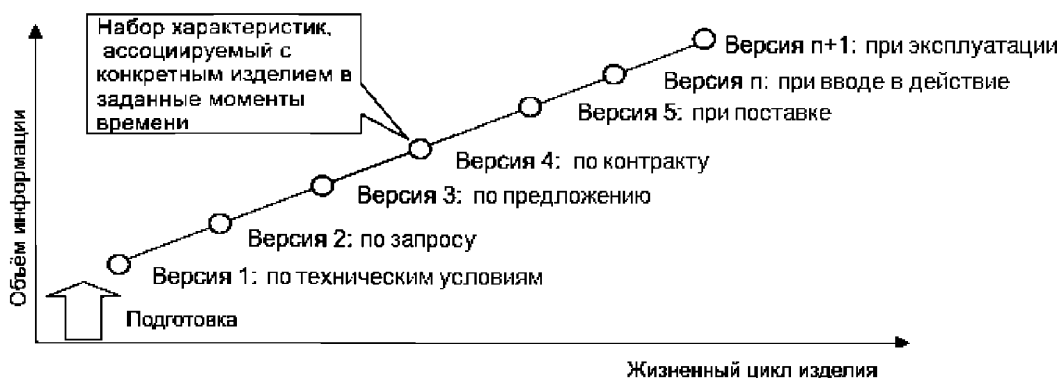 Набор характеристик,
ассоциируемый с
конкретным изделием в
заданные моменты
времени
Версия n+1: при эксплуатации
Версия n: при вводе в действие
Версия 5: при поставке
Версия 4: по контракту
Версия 3: по предложению
Версия 2: по запросу
Версия 1: по техническим условиям
Подготовка
Объём информации
Жизненный цикл изделия